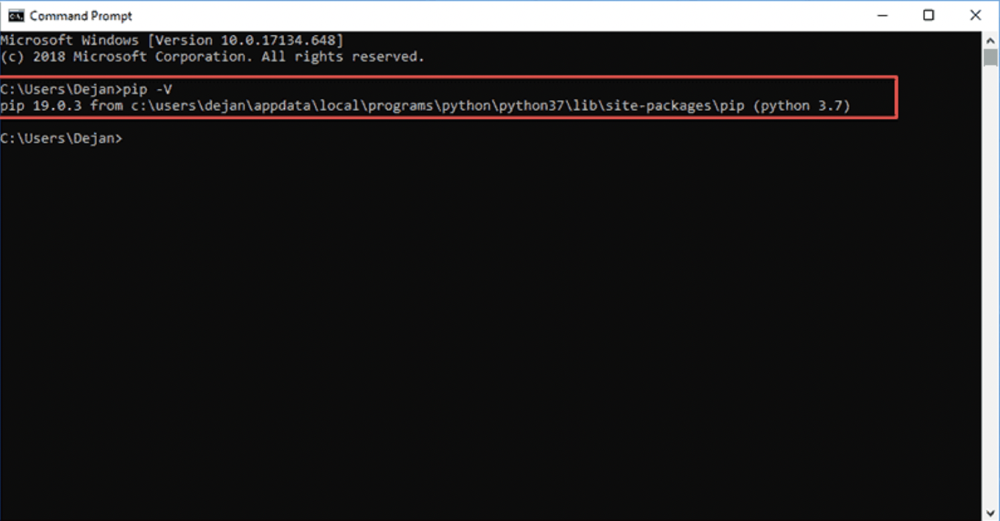 Command Prompt
Microsoft Windows [Version 10.0.17134.648]
(c) 2018 Microsoft Corporation. All rights reserved.
C:\Users\Dejan>pip -V
pip 19.0.3 from c:\users\dejan\appdata\local\programs\python\python37\lib\site-packages\pip (python 3.7)
C:\Users\Dejan>